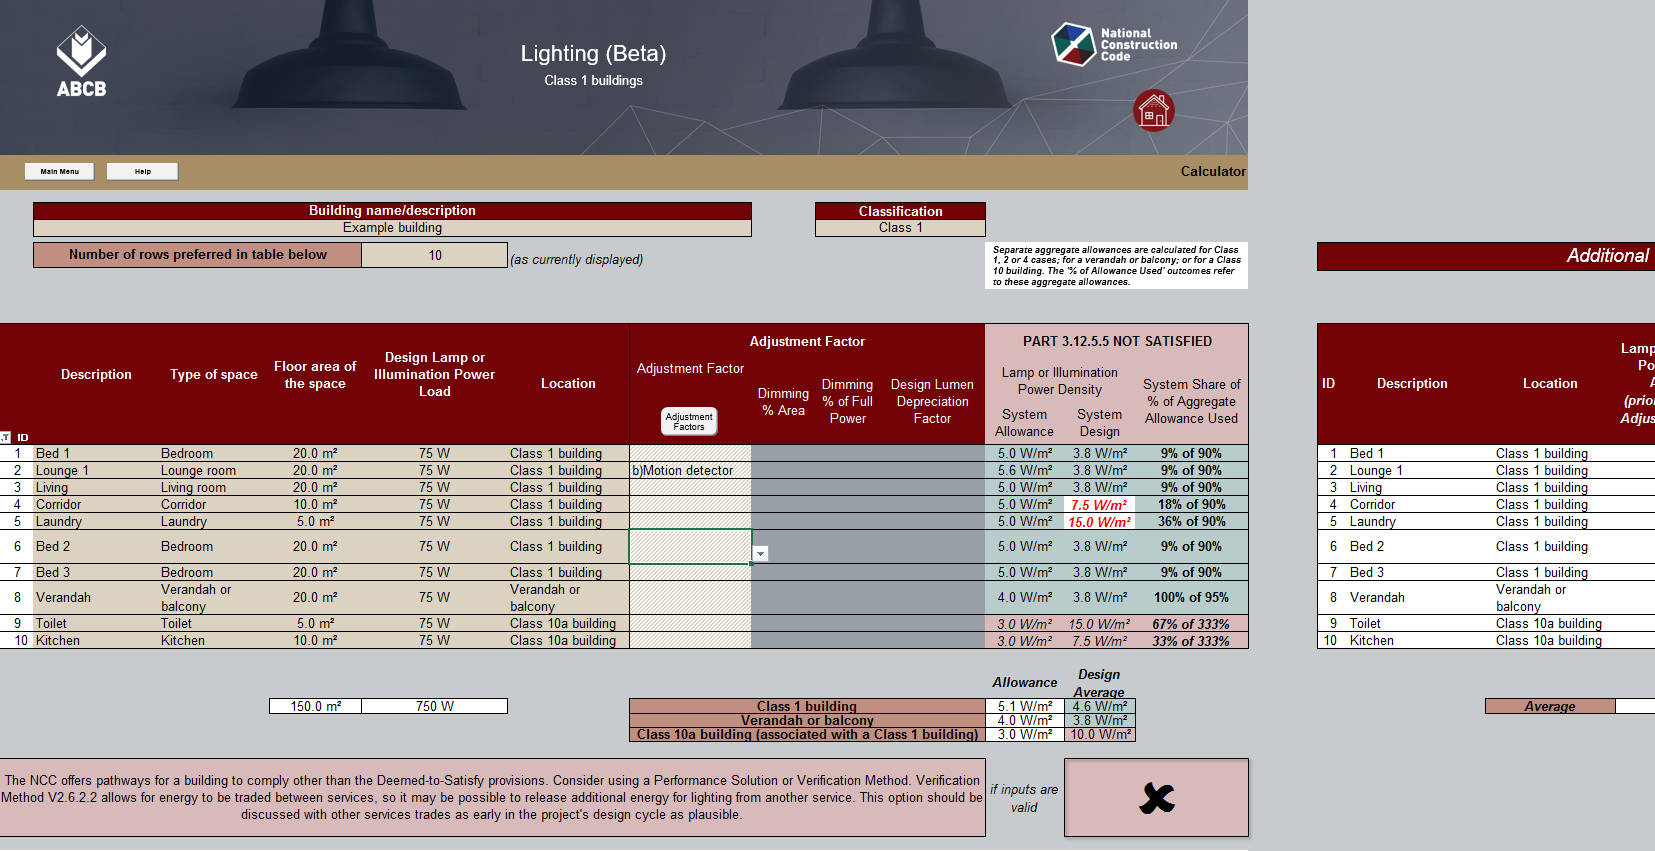 ABCB
Lighting (Beta)
Class 1 buildings
National
Construction
Code
Main Menu
Help
Calculator
Building name/description
Example building
Classification
Class 1
Number of rows preferred in table below
10
(as currently displayed)
Separate aggregate allowances are calculated for Class
1, 2 or 4 cases; for a verandah or balcony; or for a Class
10 building. The '% of Allowance Used' outcomes refer
to these aggregate allowances.
Additional
ID
Description
Type of space
Floor area of
the space
Design Lamp or
Illumination Power
Load
Location
Adjustment Factor
Adjustment Factor
Adjustment
Factors
Dimming
% Area
Dimming
% of Full
Power
Design Lumen
Depreciation
Factor
PART 3.12.5.5 NOT SATISFIED
Lamp or Illumination
Power Density
System
Allowance
System
Design
System Share of
% of Aggregate
Allowance Used
ID
Description
Location
Lamp
Po
A
(prior
Adjus
1 Bed 1 Bedroom 20.0 m² 75 W Class 1 building 5.0 W/m² 3.8 W/m² 9% of 90% 1 Bed 1 Class 1 building
2 Lounge 1 Lounge room 20.0 m² 75 W Class 1 building b)Motion detector 5.6 W/m² 3.8 W/m² 9% of 90% 2 Lounge 1 Class 1 building
3 Living Living room 20.0 m² 75 W Class 1 building 5.0 W/m² 3.8 W/m² 9% of 90% 3 Living Class 1 building
4 Corridor Corridor 10.0 m² 75 W Class 1 building 5.0 W/m² 7.5 W/m² 18% of 90% 4 Corridor Class 1 building
5 Laundry Laundry 5.0 m² 75 W Class 1 building 5.0 W/m² 15.0 W/m² 36% of 90% 5 Laundry Class 1 building
6 Bed 2 Bedroom 20.0 m² 75 W Class 1 building 5.0 W/m² 3.8 W/m² 9% of 90% 6 Bed 2 Class 1 building
7 Bed 3 Bedroom 20.0 m² 75 W Class 1 building 5.0 W/m² 3.8 W/m² 9% of 90% 7 Bed 3 Class 1 building
8 Verandah Verandah or balcony 20.0 m² 75 W Verandah or balcony 4.0 W/m² 3.8 W/m² 100% of 95% 8 Verandah Verandah or balcony
9 Toilet Toilet 5.0 m² 75 W Class 10a building 3.0 W/m² 15.0 W/m² 67% of 333% 9 Toilet Class 10a building
10 Kitchen Kitchen 10.0 m² 75 W Class 10a building 3.0 W/m² 7.5 W/m² 33% of 333% 10 Kitchen Class 10a building
Allowance
Design
Average
150.0 m² 750 W Class 1 building 5.1 W/m² 4.6 W/m² Average
Verandah or balcony 4.0 W/m² 3.8 W/m²
Class 10a building (associated with a Class 1 building) 3.0 W/m² 10.0 W/m²
The NCC offers pathways for a building to comply other than the Deemed-to-Satisfy provisions. Consider using a Performance Solution or Verification Method. Verification
Method V2.6.2.2 allows for energy to be traded between services, so it may be possible to release additional energy for lighting from another service. This option should be
discussed with other services trades as early in the project's design cycle as plausible.
if inputs are
valid